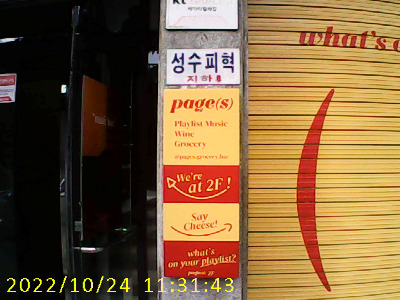 kt
성수피혁
지하
page(s)
Playlist Music
Wine
Grocery
@pages.grocery.bar
We're
at 2F!
Say
Cheese!
what's
on your playlist?
what's
2022/10/24 11:31:43